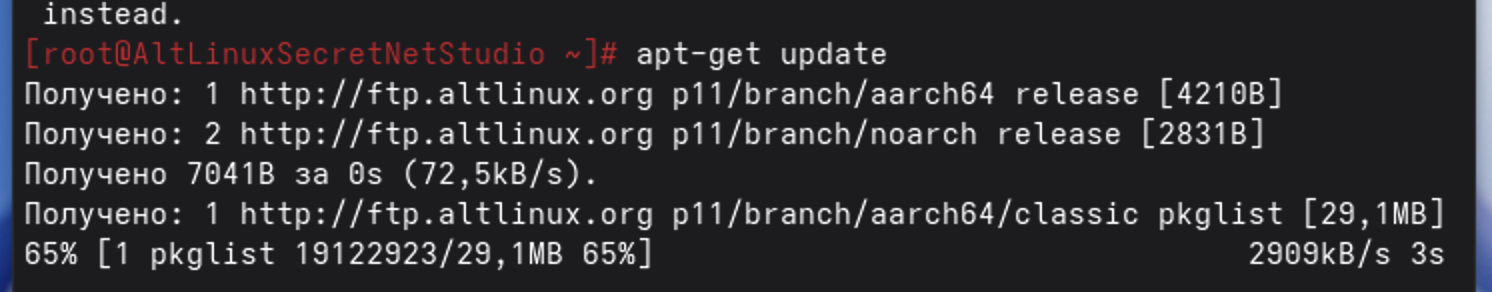 instead.
[root@AltLinuxSecretNetStudio ~]# apt-get update
Получено: 1 http://ftp.altlinux.org p11/branch/aarch64 release [4210B]
Получено: 2 http://ftp.altlinux.org p11/branch/noarch release [2831B]
Получено 7041B за 0s (72,5kB/s).
Получено: 1 http://ftp.altlinux.org p11/branch/aarch64/classic pkglist [29,1MB]
65% [1 pkglist 19122923/29,1MB 65%] 2909kB/s 3s